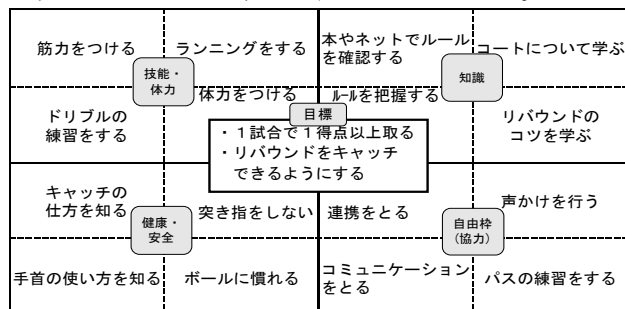 筋力をつける
ランニングをする
本やネットでルール
を確認する
コートについて学ぶ
技能・
体力
知識
体力をつける
ルールを把握する
ドリブルの
練習をする
リバウンドの
コツを学ぶ
目標
・１試合で１得点以上取る
・リバウンドをキャッチ
できるようにする
キャッチの
仕方を知る
突き指をしない
連携をとる
声かけを行う
健康・
安全
自由枠
(協力)
手首の使い方を知る
ボールに慣れる
コミュニケーション
をとる
パスの練習をする